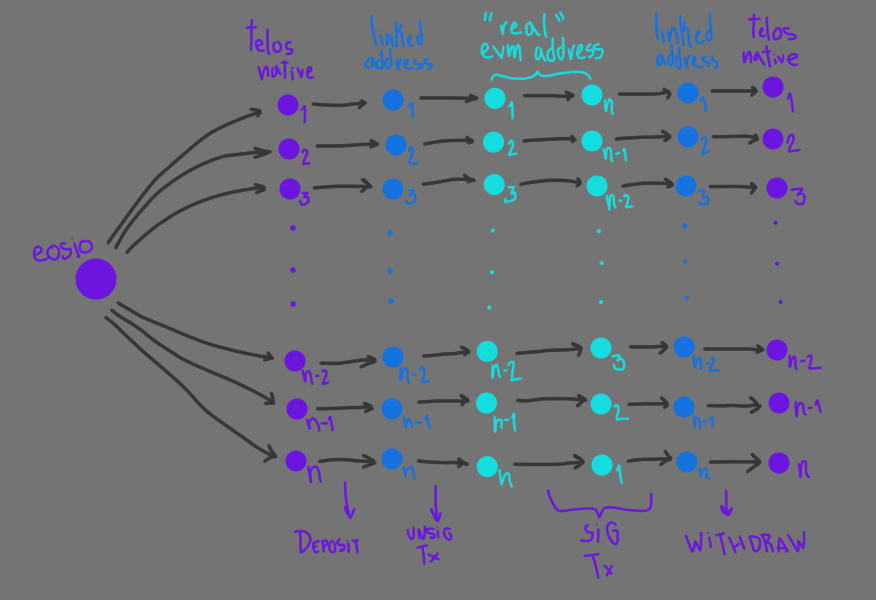 telos
native
linked
address
"real"
evm address
linked
address
telos
native
1
1
1
n
1
1
2
2
2
n-1
2
2
3
3
3
n-2
3
3
eosio
n-2
n-2
n-2
3
n-2
n-2
n-1
n-1
n-1
2
n-1
n-1
n
n
n
1
n
n
DEPOSIT
UNSIG
Tx
SiG
Tx
WiTHDRAW